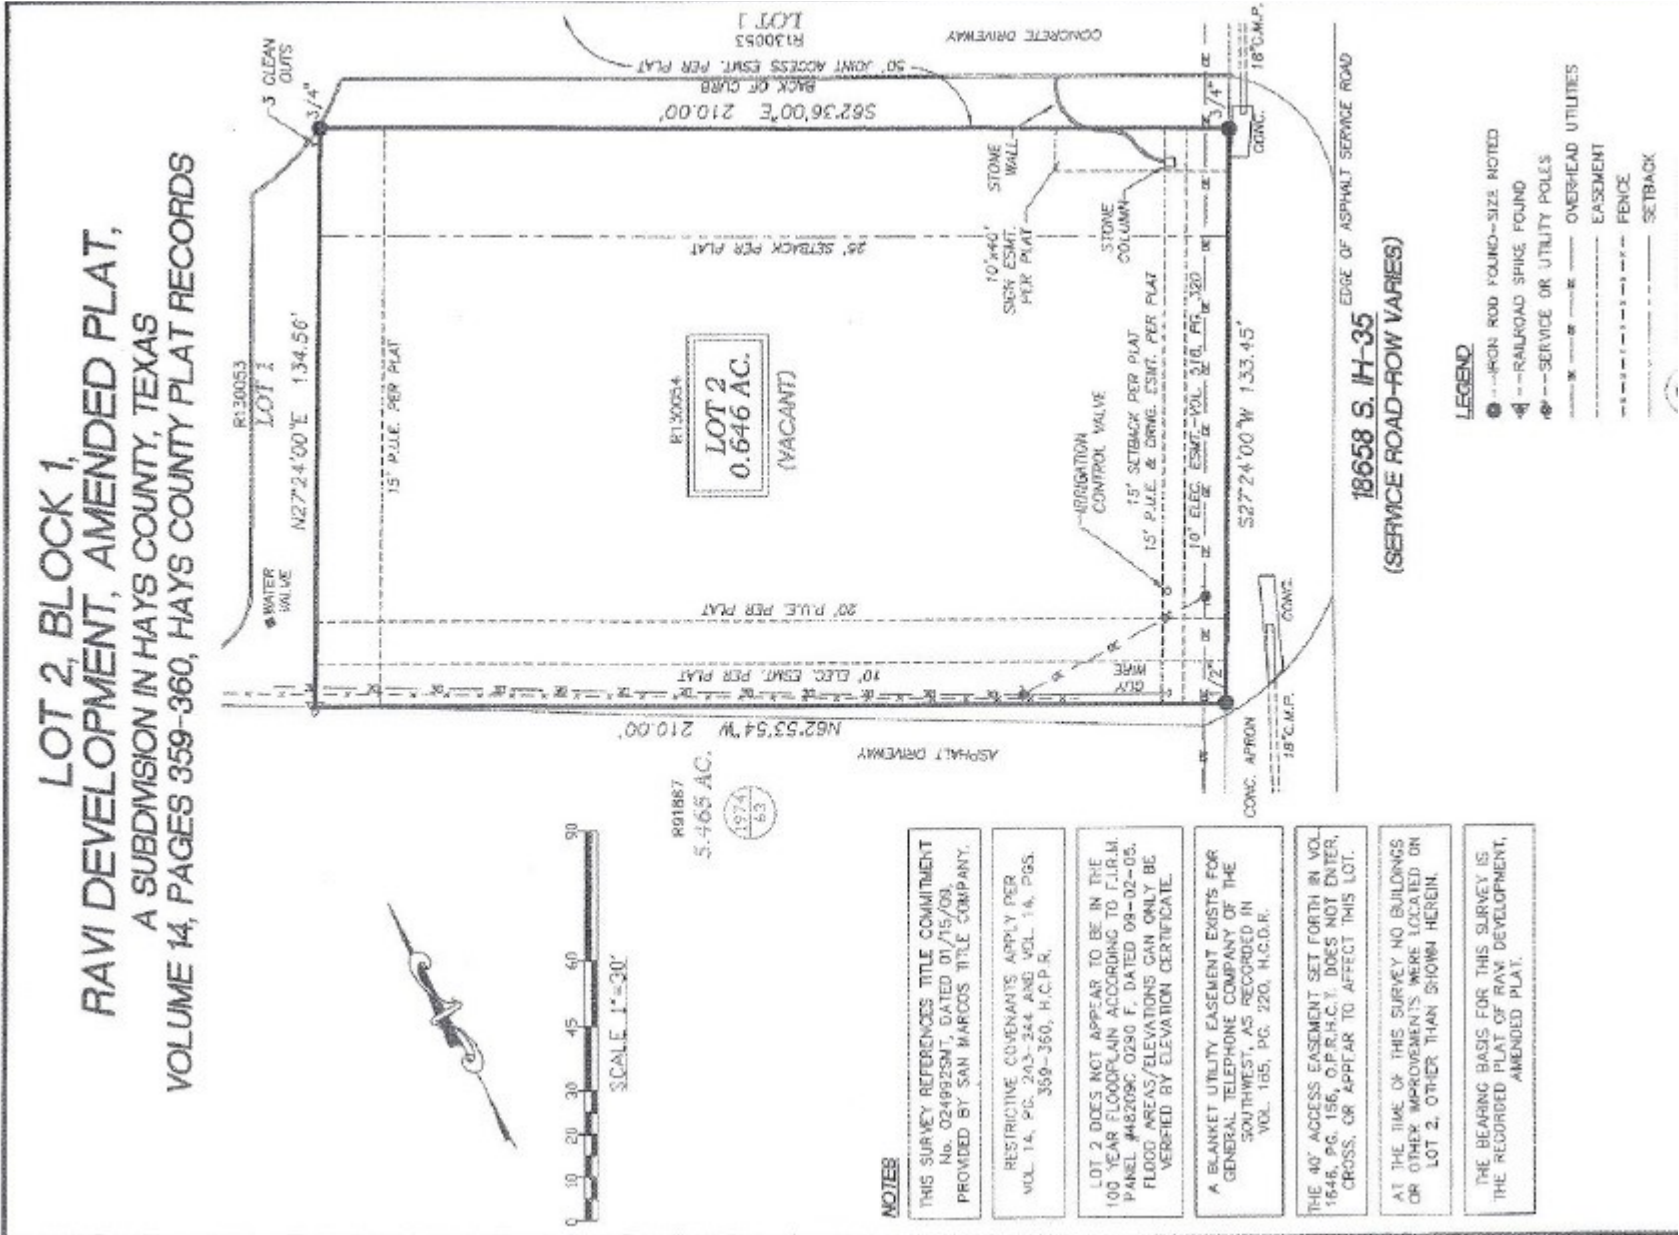 LOT 2, BLOCK 1,
RAVI DEVELOPMENT, AMENDED PLAT,
A SUBDIVISION IN HAYS COUNTY, TEXAS
VOLUME 14, PAGES 359-360, HAYS COUNTY PLAT RECORDS
R130053
LOT 1
WATER
VALVE
N27°24'00"E 134.56'
3 CLEAN
OUTS
3/4"
15' P.U.E. PER PLAT
R130054
LOT 2
0.646 AC.
(VACANT)
25' SETBACK PER PLAT
20' P.U.E. PER PLAT
10' ELEC. ESMT. PER PLAT
GUY
WIRE
N62°53'54"W 210.00'
ASPHALT DRIVEWAY
S62°36'00"E 210.00'
BACK OF CURB
50' JOINT ACCESS ESMT. PER PLAT
R130053
LOT 1
CONCRETE DRIVEWAY
STONE
WALL
10'x40'
SIGN ESMT.
PER PLAT
STONE
COLUMN
IRRIGATION
CONTROL VALVE
15' SETBACK PER PLAT
15' P.U.E. & DRNG. ESMT. PER PLAT
10' ELEC. ESMT.-VOL. 316, PG. 320
1/2"
S27°24'00"W 133.45'
3/4"
CONC.
18"C.M.P.
CONC. APRON
18"C.M.P.
CONC.
EDGE OF ASPHALT SERVICE ROAD
18658 S. IH-35
(SERVICE ROAD-ROW VARIES)
R91887
5.465 AC.
1974
63
0 10 20 30 45 60 90
SCALE 1"=30'
LEGEND
IRON ROD FOUND-SIZE NOTED
RAILROAD SPIKE FOUND
SERVICE OR UTILITY POLES
OVERHEAD UTILITIES
EASEMENT
FENCE
SETBACK
NOTES
THIS SURVEY REFERENCES TITLE COMMITMENT
No. 024992SMT, DATED 01/15/09,
PROVIDED BY SAN MARCOS TITLE COMPANY.
RESTRICTIVE COVENANTS APPLY PER
VOL. 14, PG. 243-244 AND VOL. 14, PGS.
359-360, H.C.P.R.
LOT 2 DOES NOT APPEAR TO BE IN THE
100 YEAR FLOODPLAIN ACCORDING TO F.I.R.M.
PANEL #48209C 0290 F, DATED 09-02-05.
FLOOD AREAS/ELEVATIONS CAN ONLY BE
VERIFIED BY ELEVATION CERTIFICATE.
A BLANKET UTILITY EASEMENT EXISTS FOR
GENERAL TELEPHONE COMPANY OF THE
SOUTHWEST, AS RECORDED IN
VOL. 165, PG. 220, H.C.D.R.
THE 40' ACCESS EASEMENT SET FORTH IN VOL
1646, PG. 156, O.P.R.H.C.T. DOES NOT ENTER,
CROSS, OR APPEAR TO AFFECT THIS LOT.
AT THE TIME OF THIS SURVEY NO BUILDINGS
OR OTHER IMPROVEMENTS WERE LOCATED ON
LOT 2, OTHER THAN SHOWN HEREIN.
THE BEARING BASIS FOR THIS SURVEY IS
THE RECORDED PLAT OF RAVI DEVELOPMENT,
AMENDED PLAT.